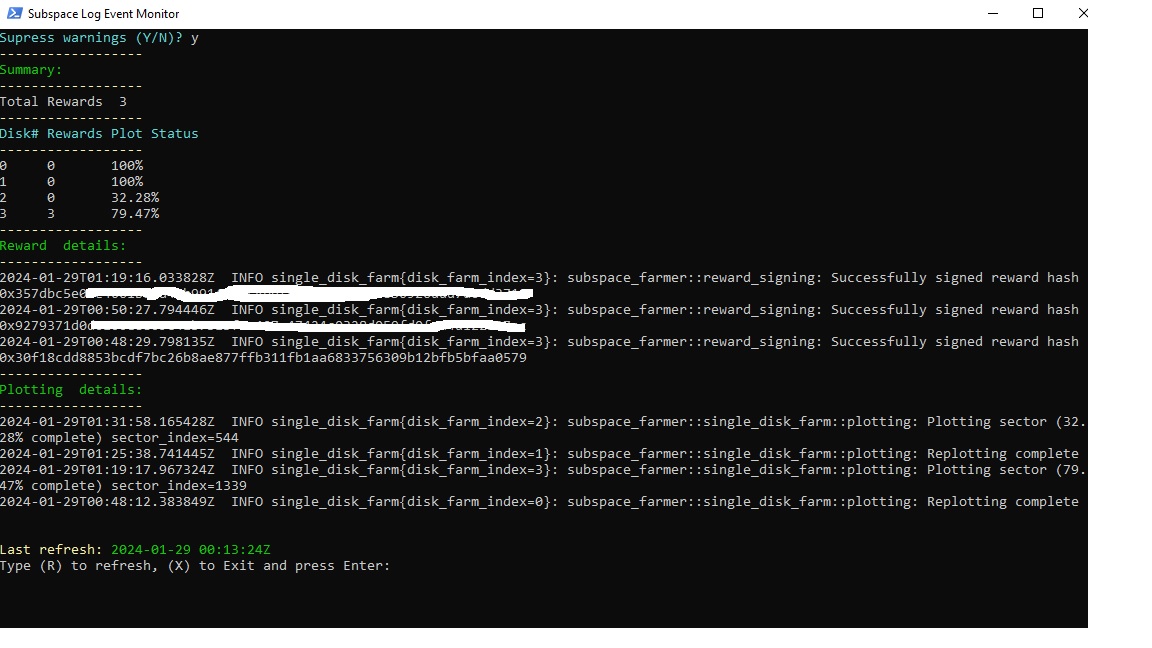 Subspace Log Event Monitor
Supress warnings (Y/N)? y
------------------
Summary:
------------------
Total Rewards  3
------------------
Disk# Rewards Plot Status
------------------
0     0       100%
1     0       100%
2     0       32.28%
3     3       79.47%
------------------
Reward  details:
------------------
2024-01-29T01:19:16.033828Z  INFO single_disk_farm{disk_farm_index=3}: subspace_farmer::reward_signing: Successfully signed reward hash
0x357dbc5e0
2024-01-29T00:50:27.794446Z  INFO single_disk_farm{disk_farm_index=3}: subspace_farmer::reward_signing: Successfully signed reward hash
0x9279371d0
2024-01-29T00:48:29.798135Z  INFO single_disk_farm{disk_farm_index=3}: subspace_farmer::reward_signing: Successfully signed reward hash
0x30f18cdd8853bcdf7bc26b8ae877ffb311fb1aa6833756309b12bfb5bfaa0579
------------------
Plotting  details:
------------------
2024-01-29T01:31:58.165428Z  INFO single_disk_farm{disk_farm_index=2}: subspace_farmer::single_disk_farm::plotting: Plotting sector (32.
28% complete) sector_index=544
2024-01-29T01:25:38.741445Z  INFO single_disk_farm{disk_farm_index=1}: subspace_farmer::single_disk_farm::plotting: Replotting complete
2024-01-29T01:19:17.967324Z  INFO single_disk_farm{disk_farm_index=3}: subspace_farmer::single_disk_farm::plotting: Plotting sector (79.
47% complete) sector_index=1339
2024-01-29T00:48:12.383849Z  INFO single_disk_farm{disk_farm_index=0}: subspace_farmer::single_disk_farm::plotting: Replotting complete
Last refresh: 2024-01-29 00:13:24Z
Type (R) to refresh, (X) to Exit and press Enter: